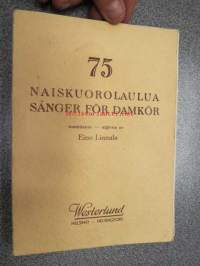 75
NAISKUOROLAULUA
SÅNGER FÖR DAMKÖR
Eino Linnala
Westerlund
HELSINKI — HELSINGFORS